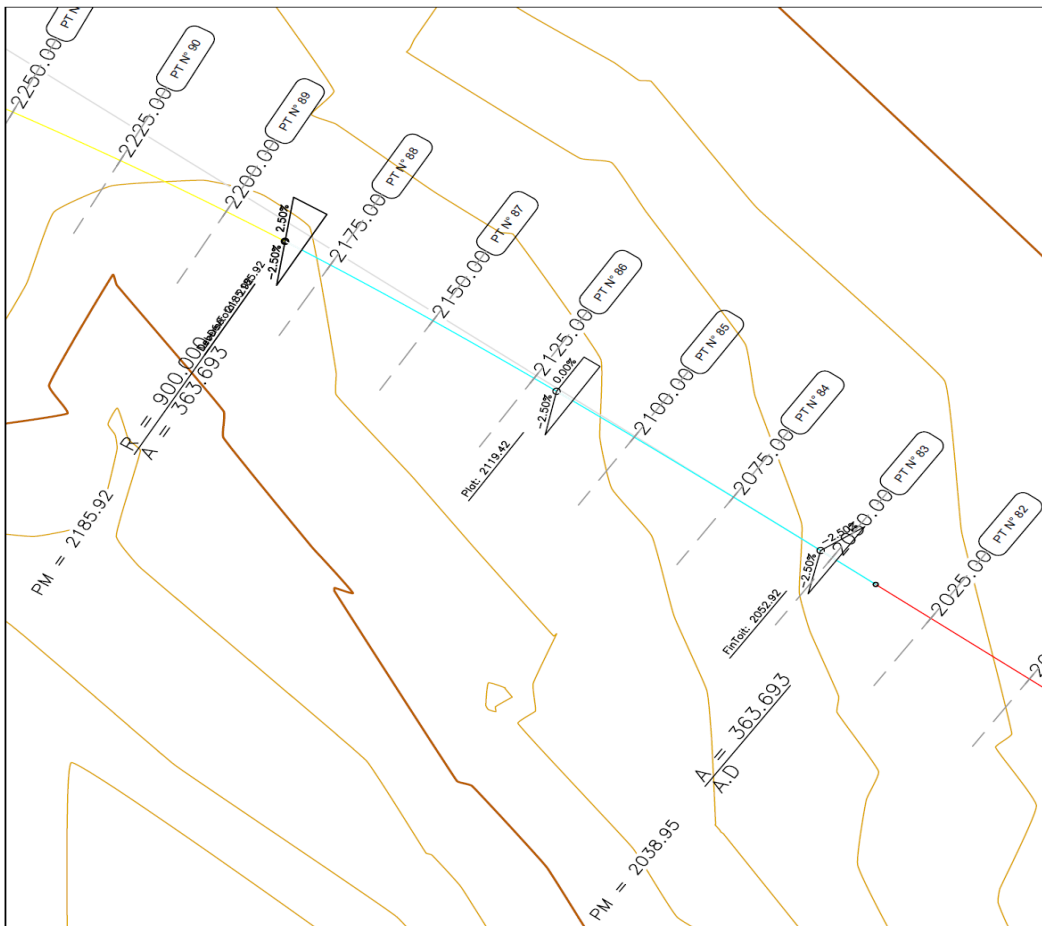 2250.00
PT N° 90
2225.00
PT N° 89
2200.00
PT N° 88
2175.00
PT N° 87
2150.00
PT N° 86
2125.00
PT N° 85
2100.00
PT N° 84
2075.00
PT N° 83
2050.00
PT N° 82
2025.00
2.50%
-2.50%
R = 900.000
A = 363.693
PM = 2185.92
0.00%
-2.50%
Plat: 2119.42
-2.50%
-2.50%
FinToit: 2052.92
A = 363.693
A.D
PM = 2038.95